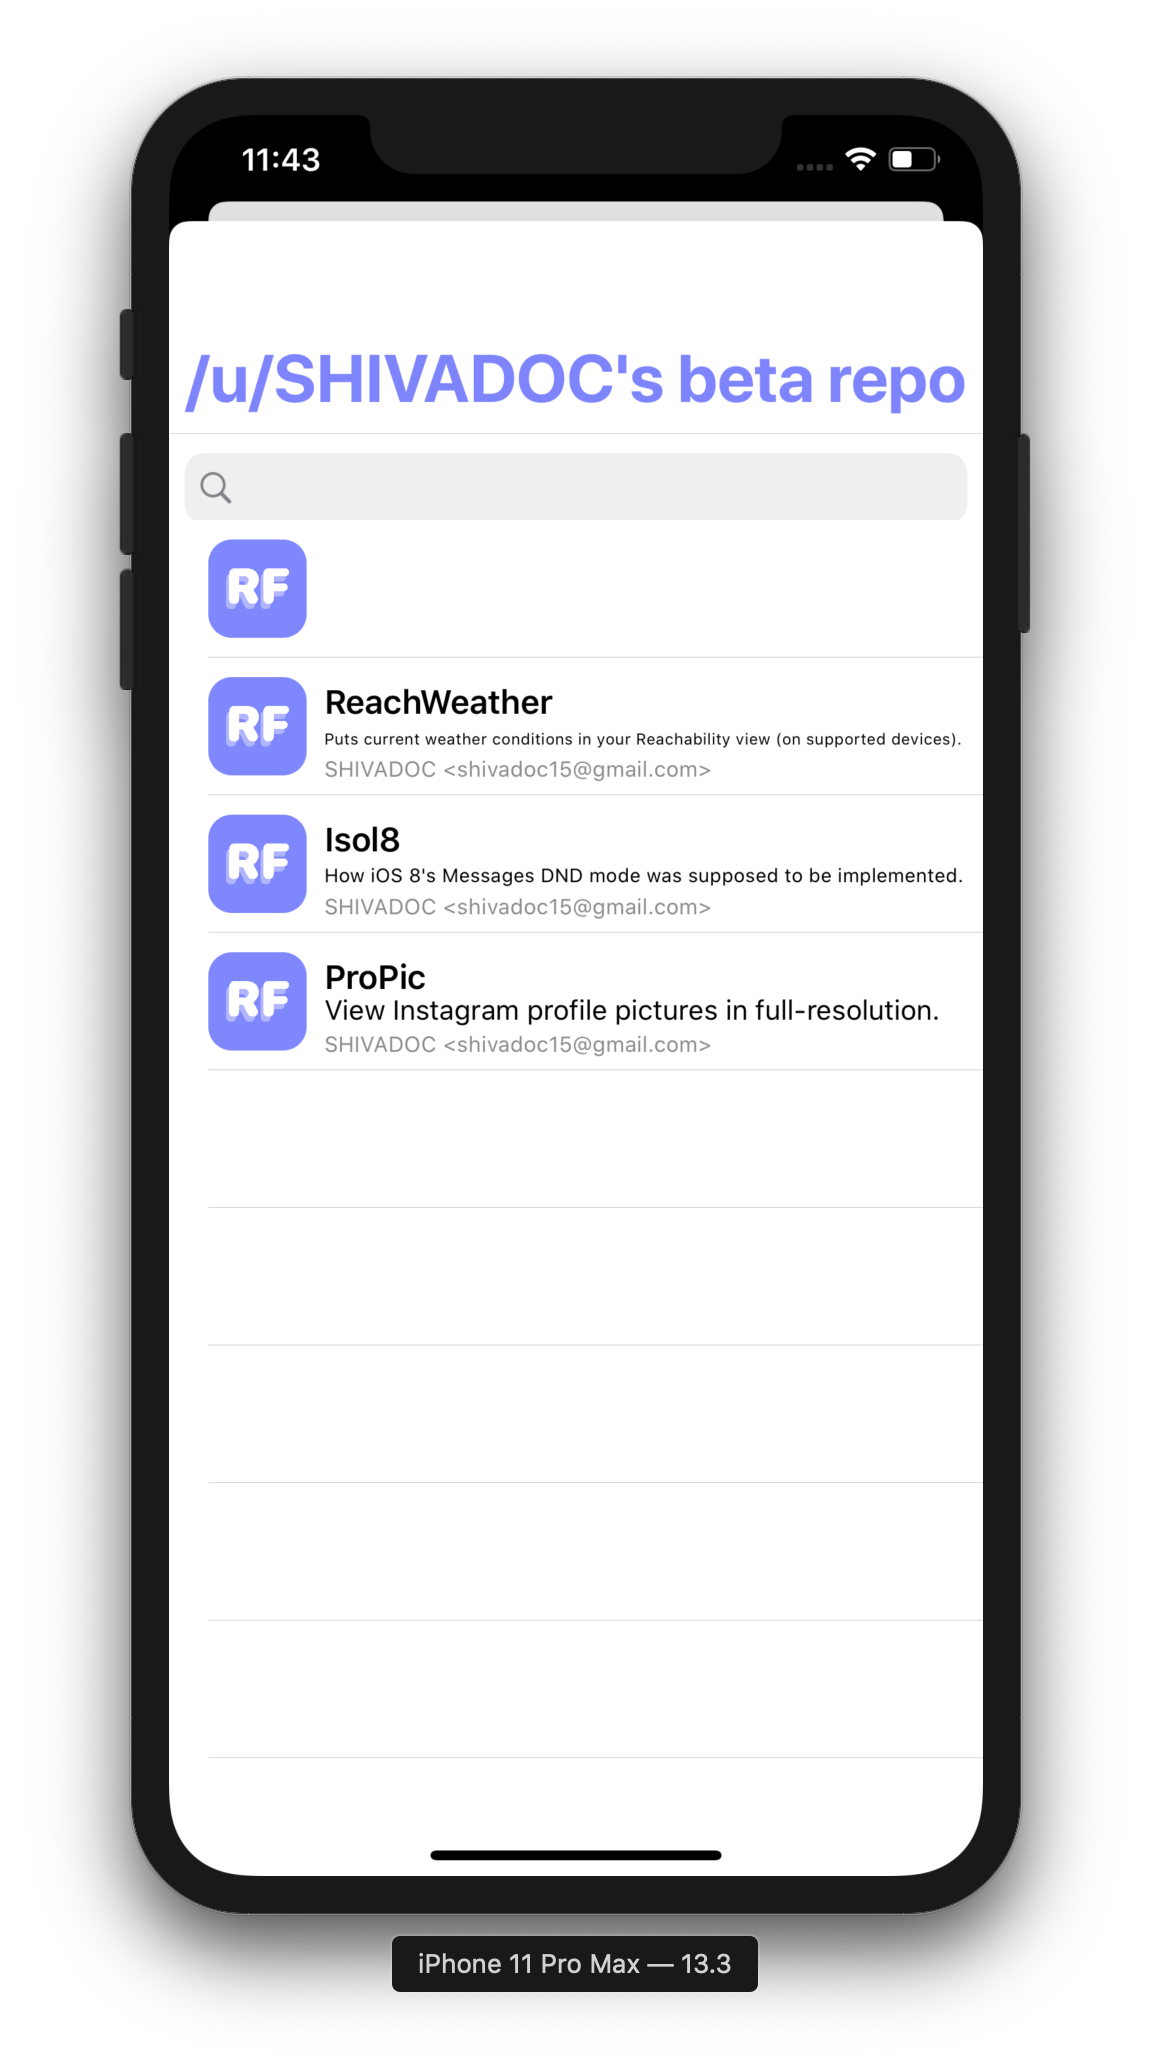 11:43
/u/SHIVADOC's beta repo
RF
RF
ReachWeather
Puts current weather conditions in your Reachability view (on supported devices).
SHIVADOC <shivadoc15@gmail.com>
RF
Isol8
How iOS 8's Messages DND mode was supposed to be implemented.
SHIVADOC <shivadoc15@gmail.com>
RF
ProPic
View Instagram profile pictures in full-resolution.
SHIVADOC <shivadoc15@gmail.com>
iPhone 11 Pro Max — 13.3